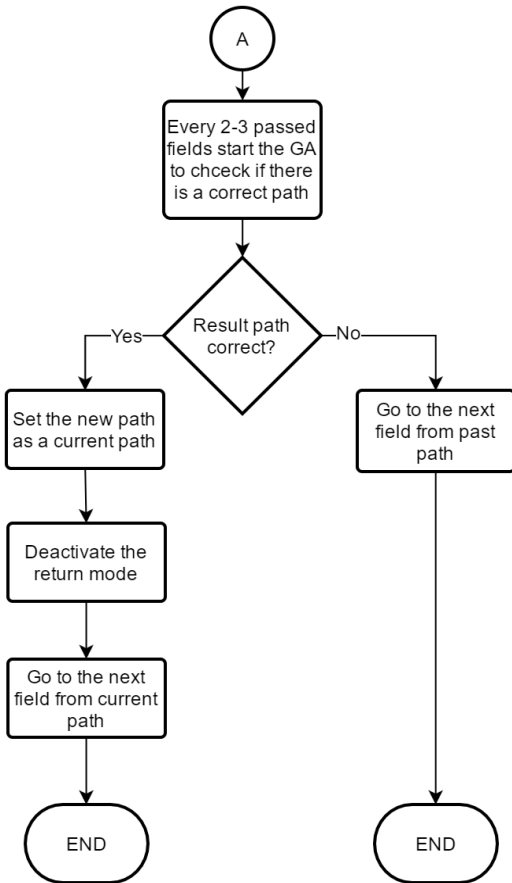 A
Every 2-3 passed
fields start the GA
to chceck if there
is a correct path
Result path
correct?
Yes
No
Set the new path
as a current path
Go to the next
field from past
path
Deactivate the
return mode
Go to the next
field from current
path
END
END